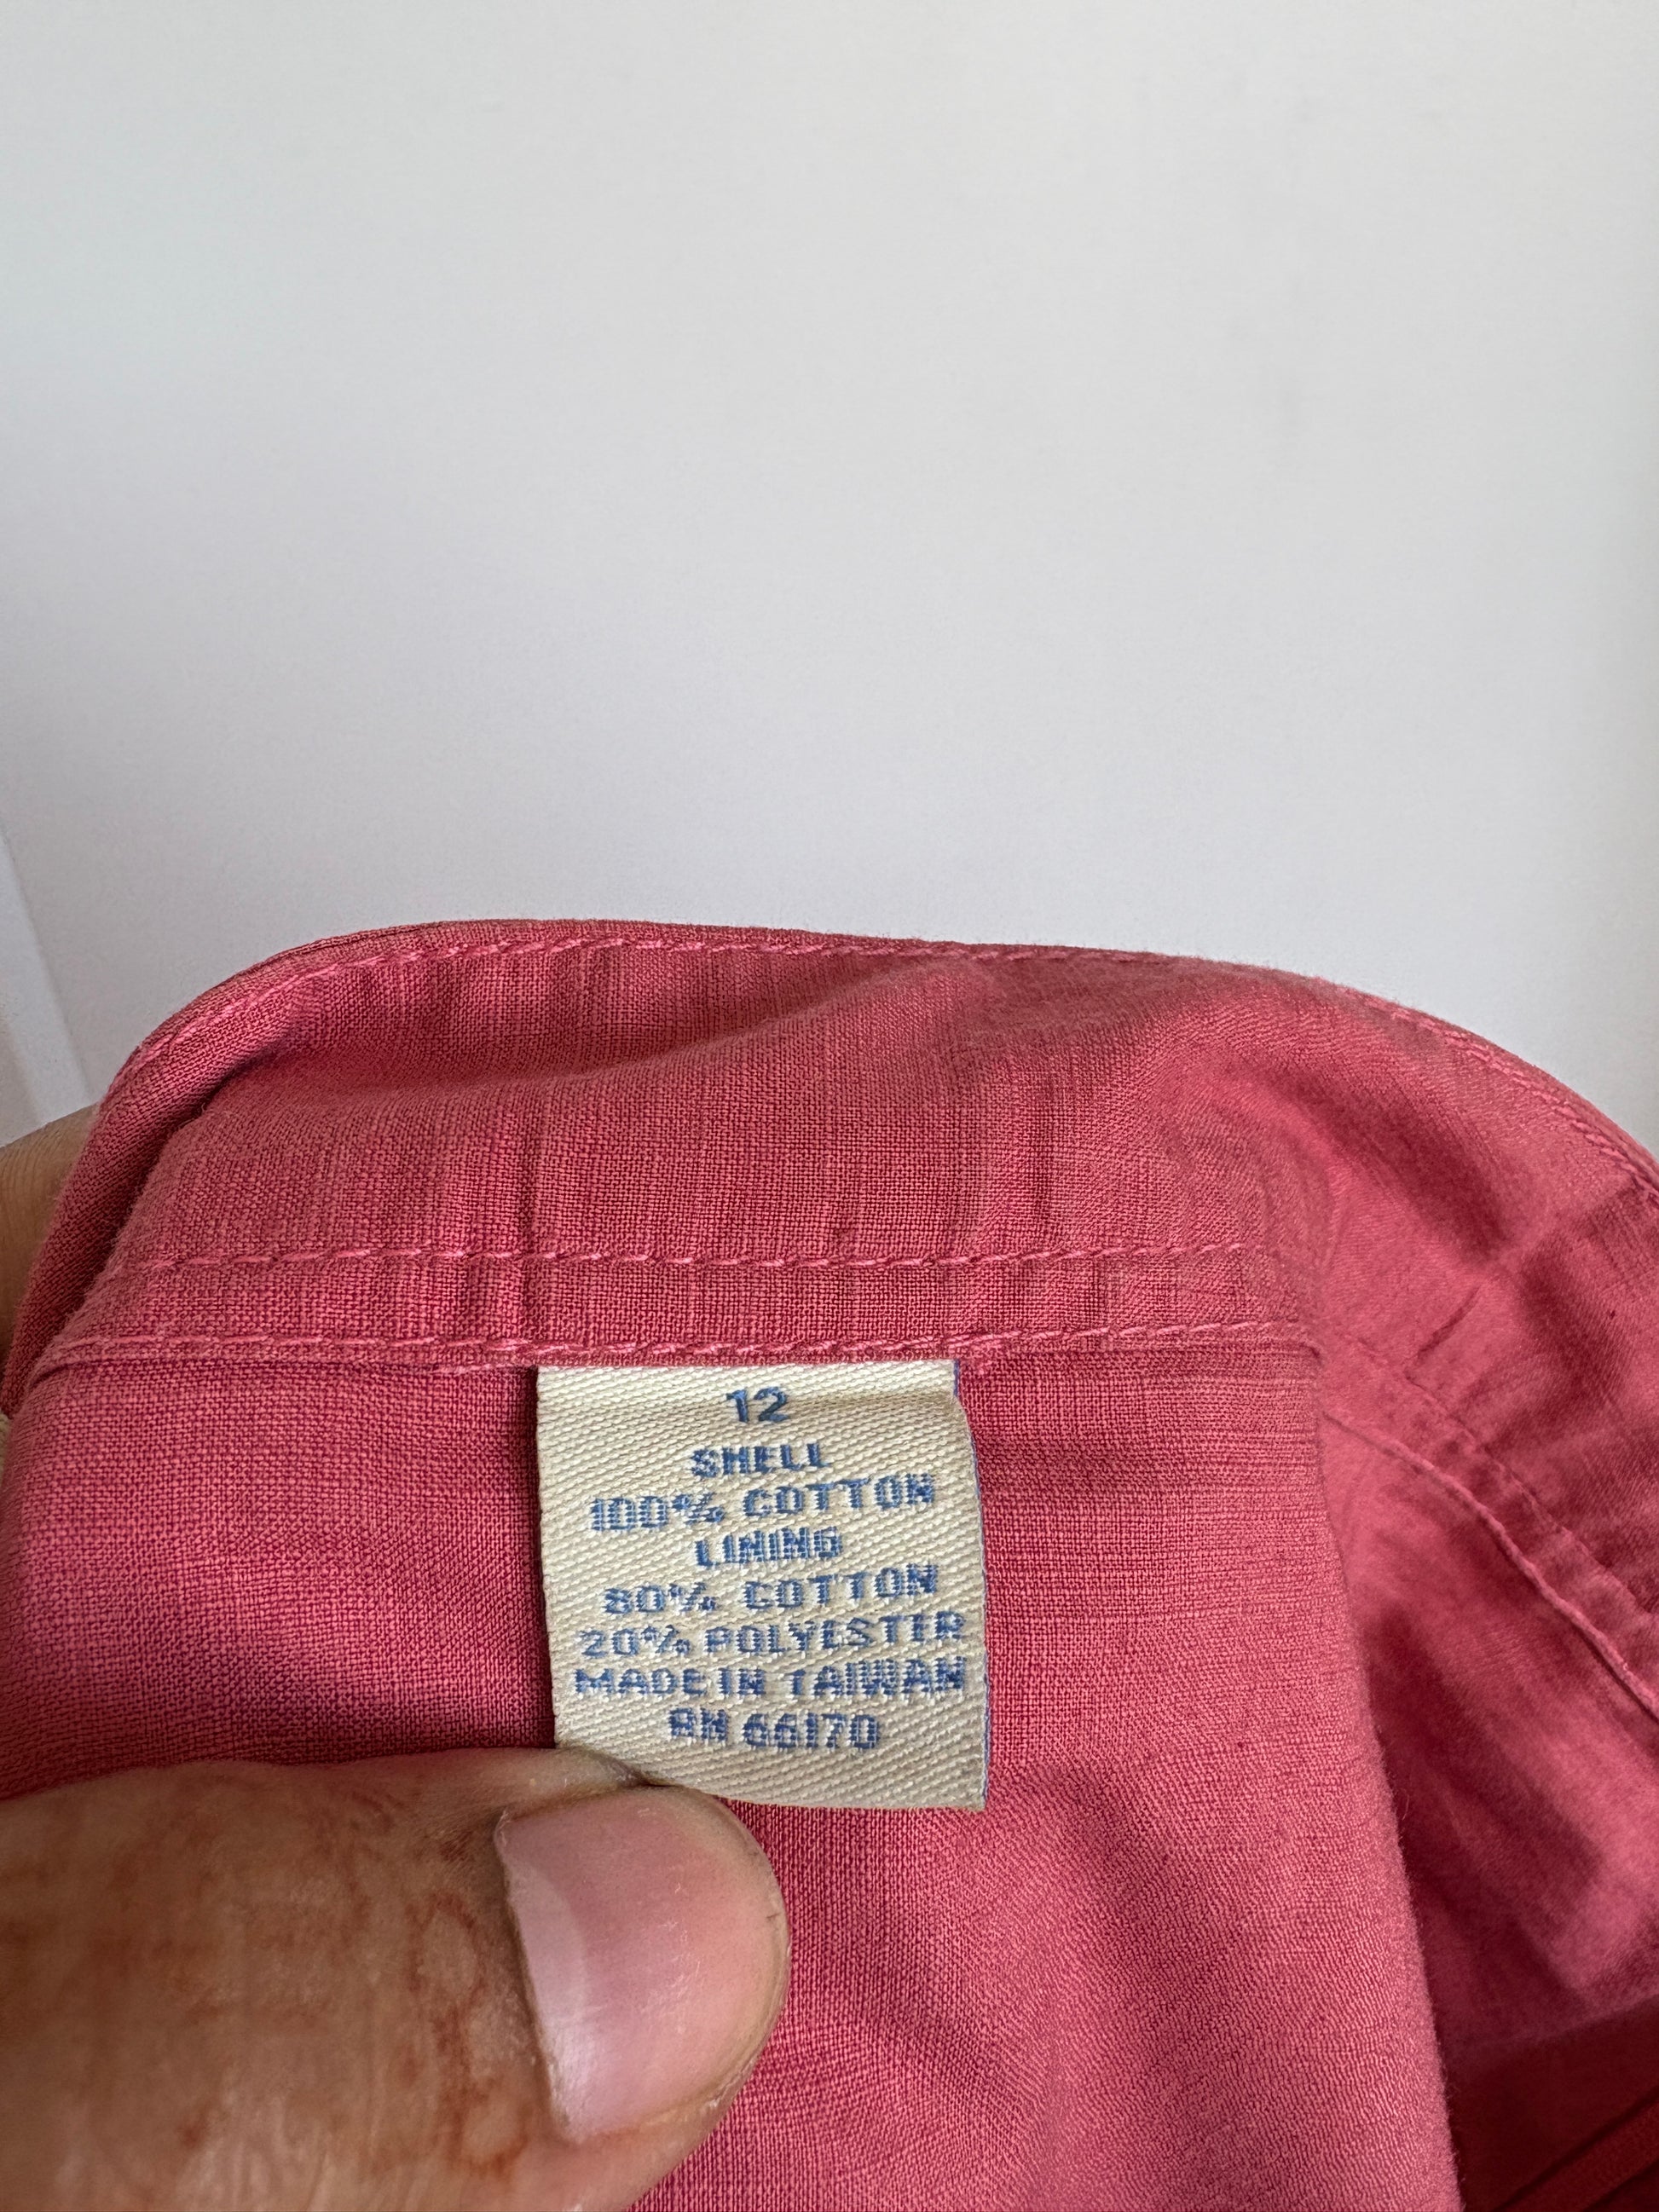 12
SHELL
100% COTTON
LINING
80% COTTON
20% POLYESTER
MADE IN TAIWAN
RN 66170